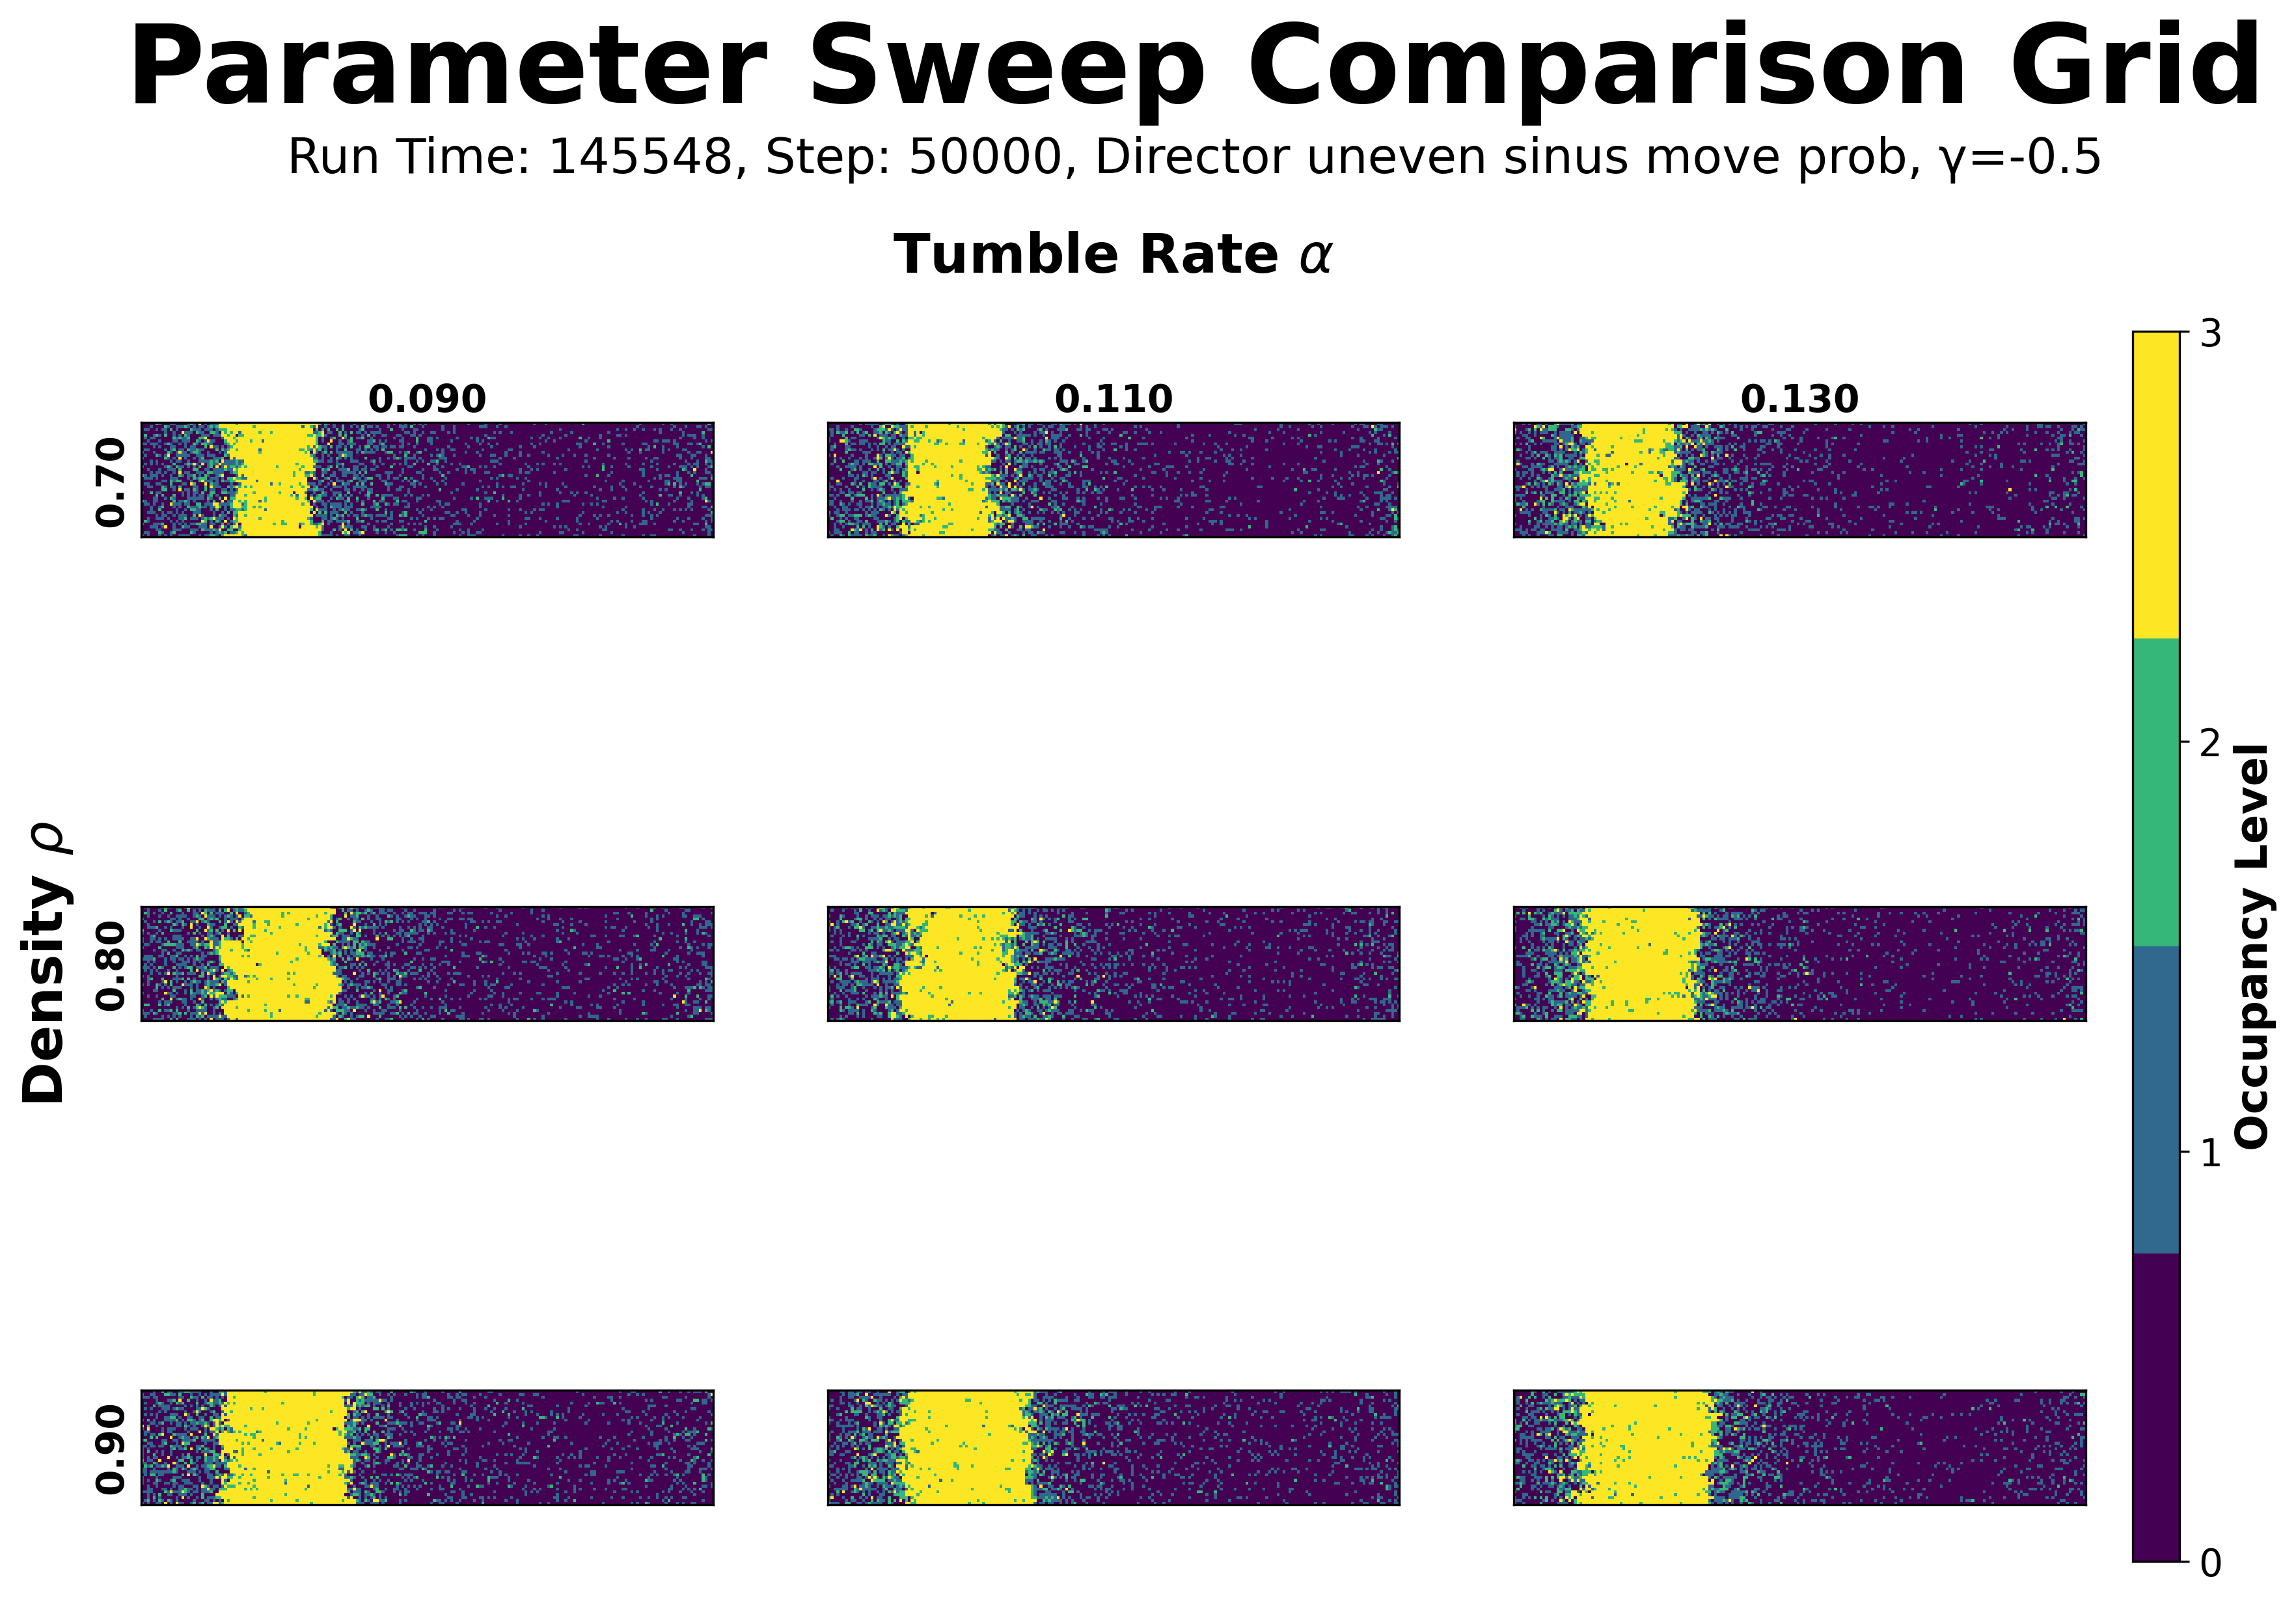 Parameter Sweep Comparison Grid
Run Time: 145548, Step: 50000, Director uneven sinus move prob, γ=-0.5
Tumble Rate α
0.090 0.110 0.130
0.70
0.80
0.90
Density ρ
3
2
1
0
Occupancy Level